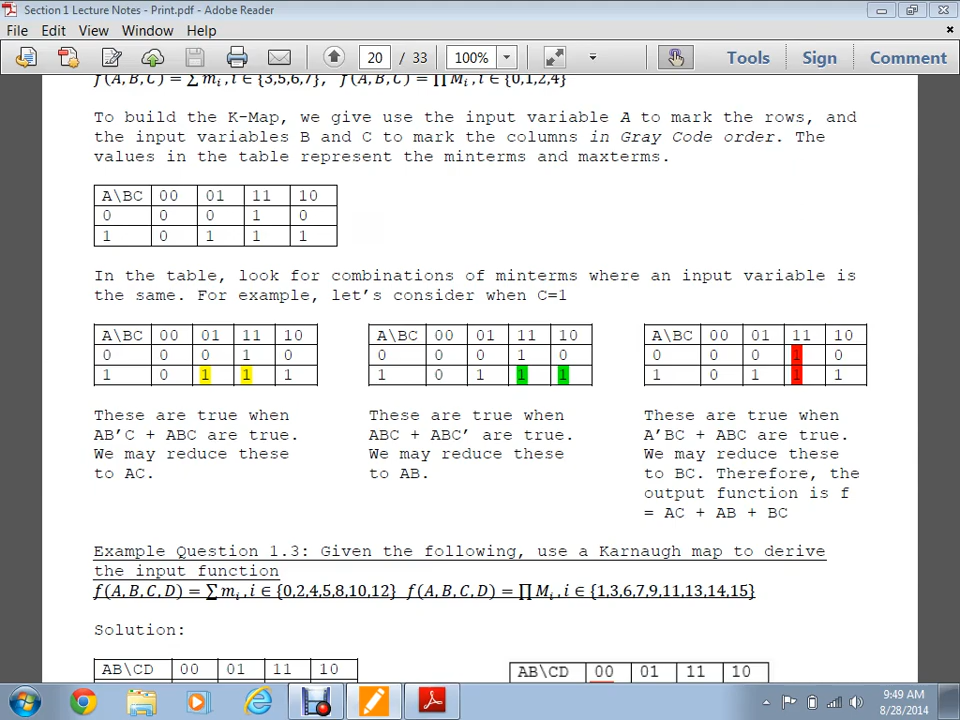 Section 1 Lecture Notes - Print.pdf - Adobe Reader
File Edit View Window Help
20 / 33 100% Tools Sign Comment
f(A,B,C) = ∑ mᵢ, i ∈ {3,5,6,7}, f(A,B,C) = ∏ Mᵢ, i ∈ {0,1,2,4}
To build the K-Map, we give use the input variable A to mark the rows, and
the input variables B and C to mark the columns in Gray Code order. The
values in the table represent the minterms and maxterms.
A\BC 00 01 11 10
0 0 0 1 0
1 0 1 1 1
In the table, look for combinations of minterms where an input variable is
the same. For example, let's consider when C=1
A\BC 00 01 11 10
0 0 0 1 0
1 0 1 1 1
These are true when
AB'C + ABC are true.
We may reduce these
to AC.
A\BC 00 01 11 10
0 0 0 1 0
1 0 1 1 1
These are true when
ABC + ABC' are true.
We may reduce these
to AB.
A\BC 00 01 11 10
0 0 0 1 0
1 0 1 1 1
These are true when
A'BC + ABC are true.
We may reduce these
to BC. Therefore, the
output function is f
= AC + AB + BC
Example Question 1.3: Given the following, use a Karnaugh map to derive
the input function
f(A,B,C,D) = ∑ mᵢ, i ∈ {0,2,4,5,8,10,12} f(A,B,C,D) = ∏ Mᵢ, i ∈ {1,3,6,7,9,11,13,14,15}
Solution:
AB\CD 00 01 11 10
AB\CD 00 01 11 10
9:49 AM
8/28/2014